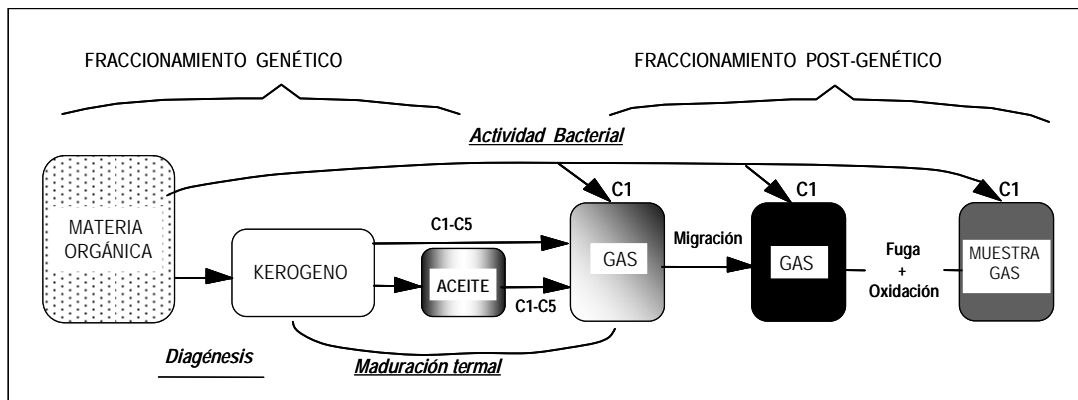 FRACCIONAMIENTO GENÉTICO
FRACCIONAMIENTO POST-GENÉTICO
Actividad Bacterial
C1
C1
C1
MATERIA
ORGÁNICA
C1-C5
KEROGENO
ACEITE
C1-C5
GAS
Migración
GAS
Fuga
+
Oxidación
MUESTRA
GAS
Diagénesis
Maduración termal